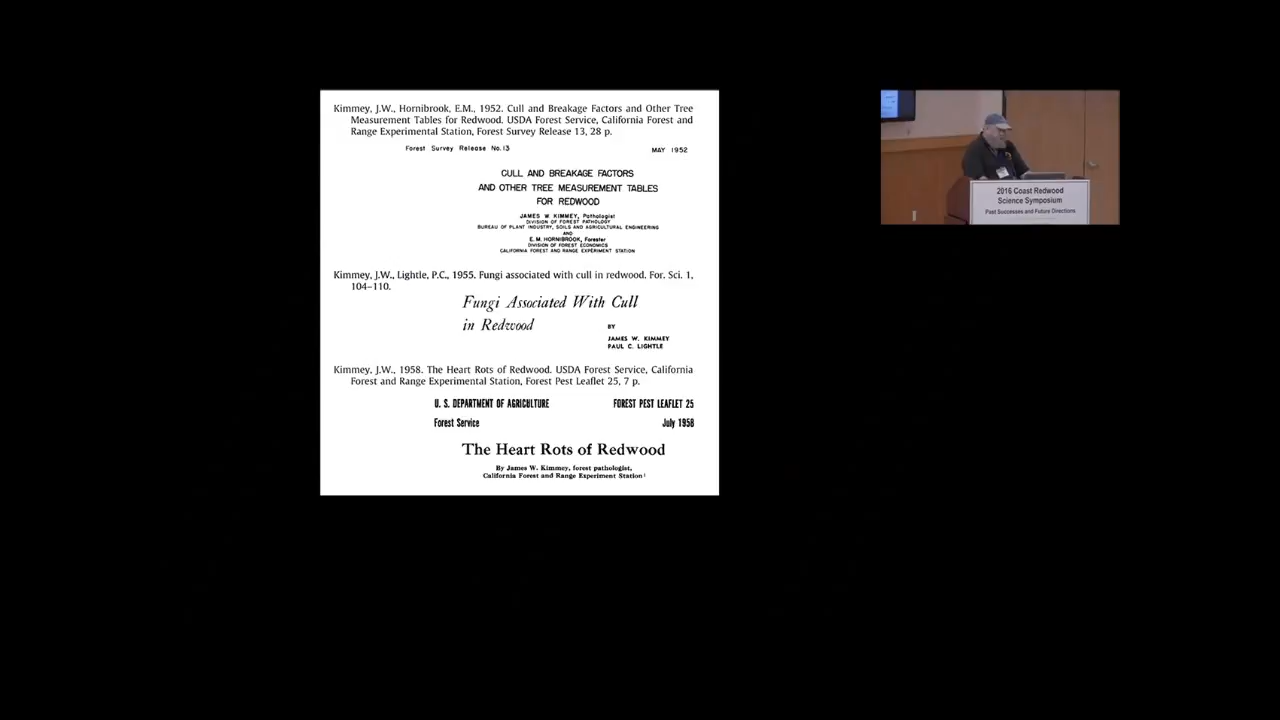 Kimmey, J.W., Hornibrook, E.M., 1952. Cull and Breakage Factors and Other Tree
Measurement Tables for Redwood. USDA Forest Service, California Forest and
Range Experimental Station, Forest Survey Release 13, 28 p.
Forest Survey Release No. 13
MAY 1952
CULL AND BREAKAGE FACTORS
AND OTHER TREE MEASUREMENT TABLES
FOR REDWOOD
JAMES W. KIMMEY, Pathologist
DIVISION OF FOREST PATHOLOGY
BUREAU OF PLANT INDUSTRY, SOILS AND AGRICULTURAL ENGINEERING
AND
E. M. HORNIBROOK, Forester
DIVISION OF FOREST ECONOMICS
CALIFORNIA FOREST AND RANGE EXPERIMENT STATION
Kimmey, J.W., Lightle, P.C., 1955. Fungi associated with cull in redwood. For. Sci. 1,
104–110.
Fungi Associated With Cull
in Redwood
BY
JAMES W. KIMMEY
PAUL C. LIGHTLE
Kimmey, J.W., 1958. The Heart Rots of Redwood. USDA Forest Service, California
Forest and Range Experimental Station, Forest Pest Leaflet 25, 7 p.
U. S. DEPARTMENT OF AGRICULTURE
FOREST PEST LEAFLET 25
Forest Service
July 1958
The Heart Rots of Redwood
By James W. Kimmey, forest pathologist,
California Forest and Range Experiment Station¹
2016 Coast Redwood
Science Symposium
Past Successes and Future Directions